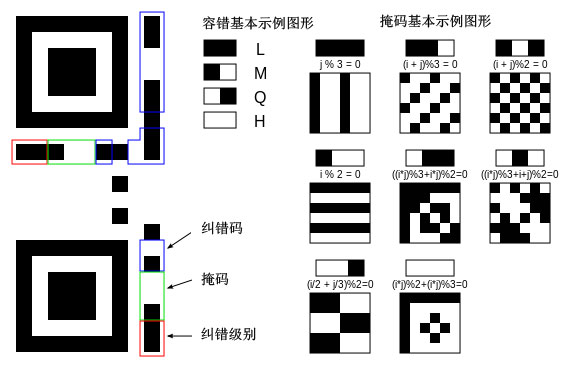 容错基本示例图形
L
M
Q
H
纠错码
掩码
纠错级别
掩码基本示例图形
j % 3 = 0
(i + j)%3 = 0
(i + j)%2 = 0
i % 2 = 0
((i*j)%3+i*j)%2=0
((i*j)%3+i+j)%2=0
(i/2 + j/3)%2=0
(i*j)%2+(i*j)%3=0